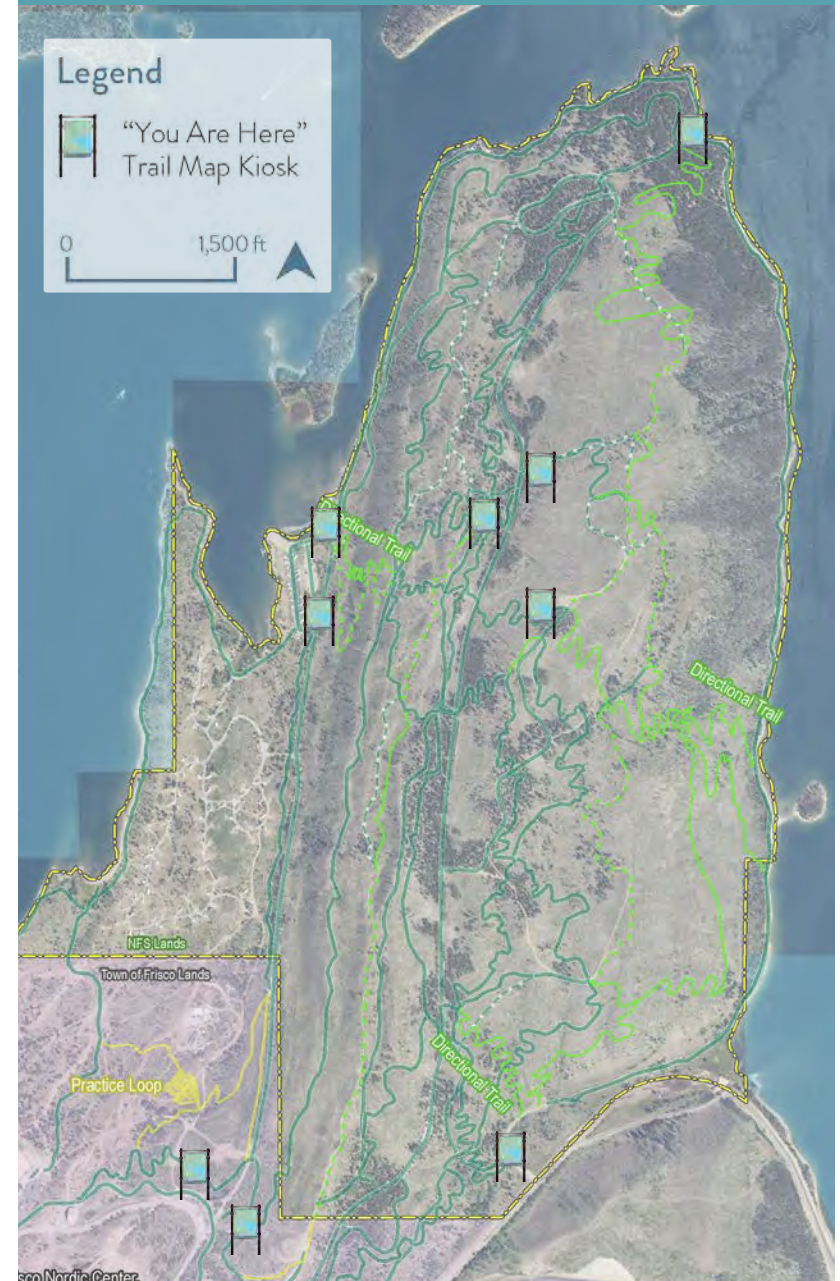 Legend
“You Are Here”
Trail Map Kiosk
0
1,500 ft
Directional Trail
Directional Trail
NFS Lands
Town of Frisco Lands
Practice Loop
Directional Trail
sco Nordic Center